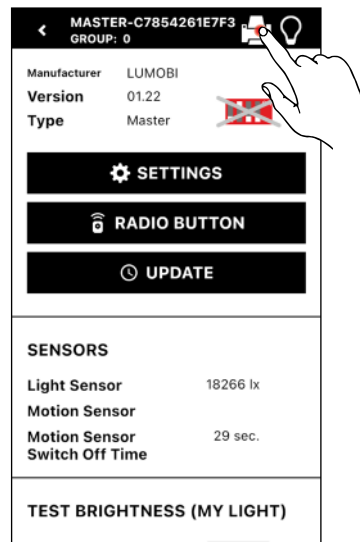 MASTER-C7854261E7F3
GROUP: 0
Manufacturer LUMOBI
Version 01.22
Type Master
SETTINGS
RADIO BUTTON
UPDATE
SENSORS
Light Sensor 18266 lx
Motion Sensor
Motion Sensor 29 sec.
Switch Off Time
TEST BRIGHTNESS (MY LIGHT)